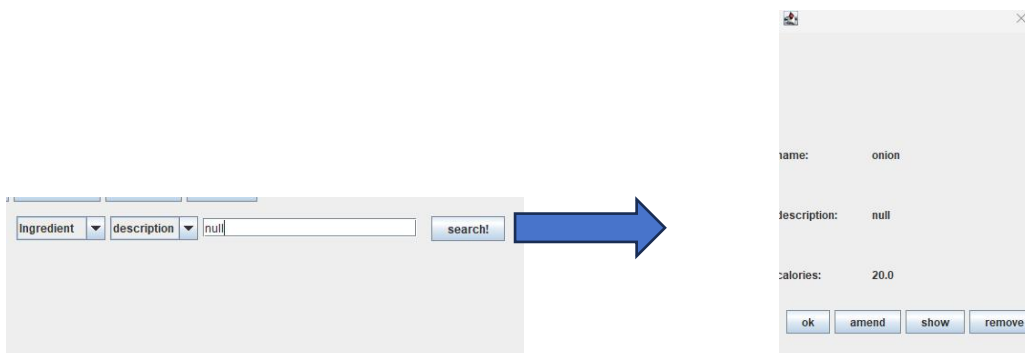 Ingredient description null search!
name: onion
description: null
calories: 20.0
ok amend show remove